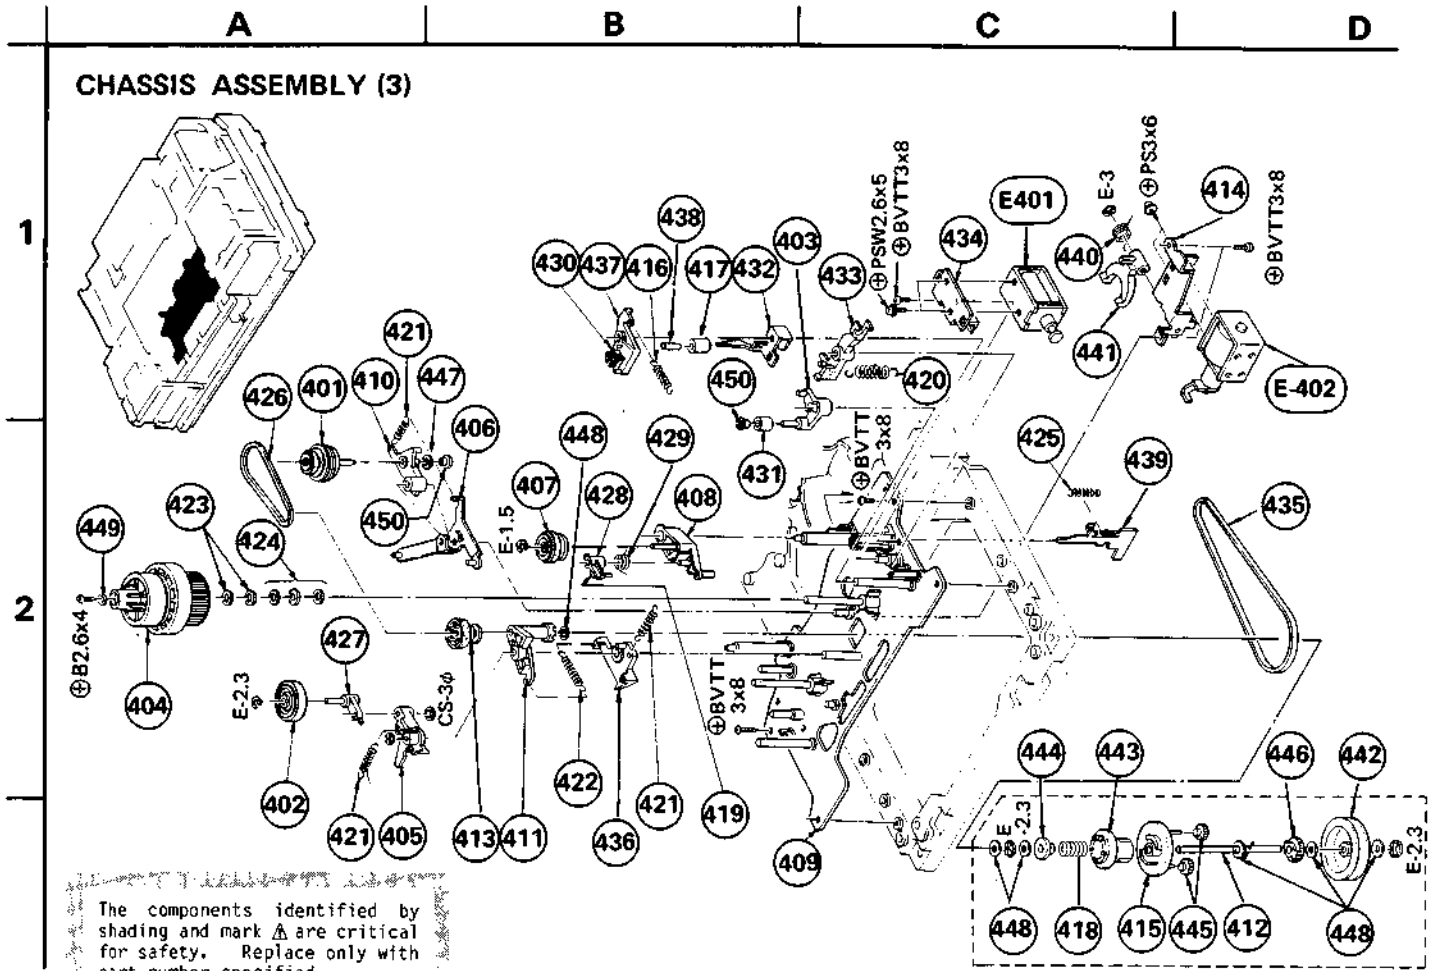 A B C D
CHASSIS ASSEMBLY (3)
1
2
⊕PSW2.6x5
⊕BVTT3x8
E401
E-3
⊕PS3x6
414
⊕BVTT3x8
438
403
434
440
430 437 416 417 432
433
441
421
420
E-402
426 401 410 447
450
406
448 429
431
⊕BVTT
3x8
425
439
407
428
408
435
423
450
E-1.5
449
424
427
⊕B2.6x4
404
E-2.3
CS-3ϕ
⊕BVTT
3x8
402
422
421
419
444 443 446 442
421 405 413 411 436
409
E
-2.3
E-2.3
448 418 415 445 412 448
The components identified by
shading and mark ⚠ are critical
for safety. Replace only with
part number specified.